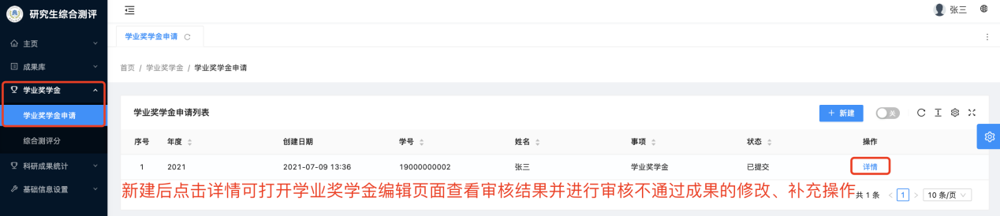 研究生综合测评
张三
主页
成果库
学业奖学金
学业奖学金申请
综合测评分
科研成果统计
基础信息设置
学业奖学金申请
首页 / 学业奖学金 / 学业奖学金申请
学业奖学金申请列表
+ 新建
关
序号 年度 创建日期 学号 姓名 事项 状态 操作
1 2021 2021-07-09 13:36 19000000002 张三 学业奖学金 已提交 详情
新建后点击详情可打开学业奖学金编辑页面查看审核结果并进行审核不通过成果的修改、补充操作
共 1 条 < 1 > 10 条/页